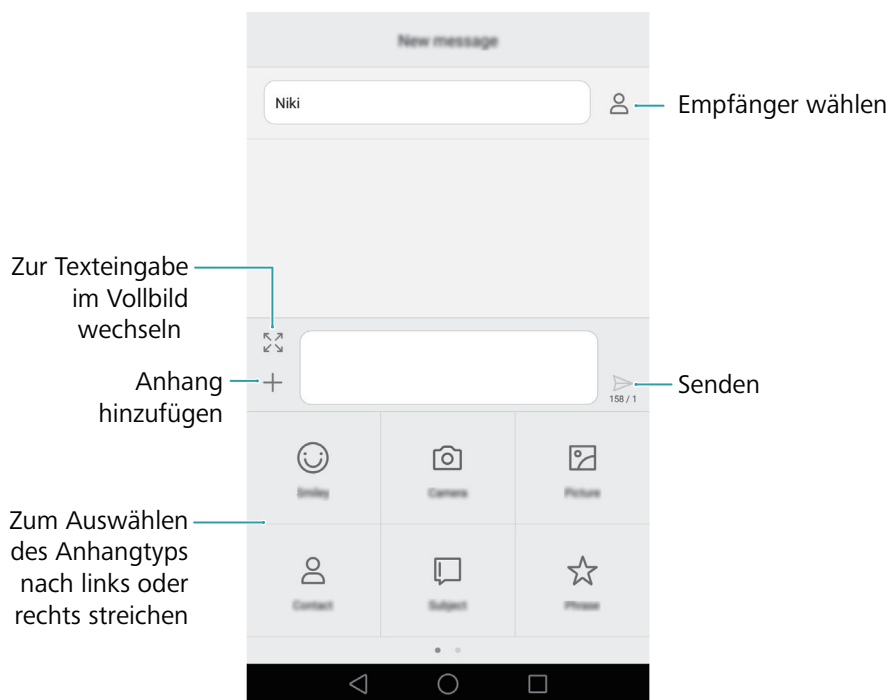 New message
Niki
Empfänger wählen
Zur Texteingabe
im Vollbild
wechseln
Anhang
hinzufügen
Senden
158 / 1
Smiley
Camera
Picture
Zum Auswählen
des Anhangtyps
nach links oder
rechts streichen
Contact
Subject
Phrase